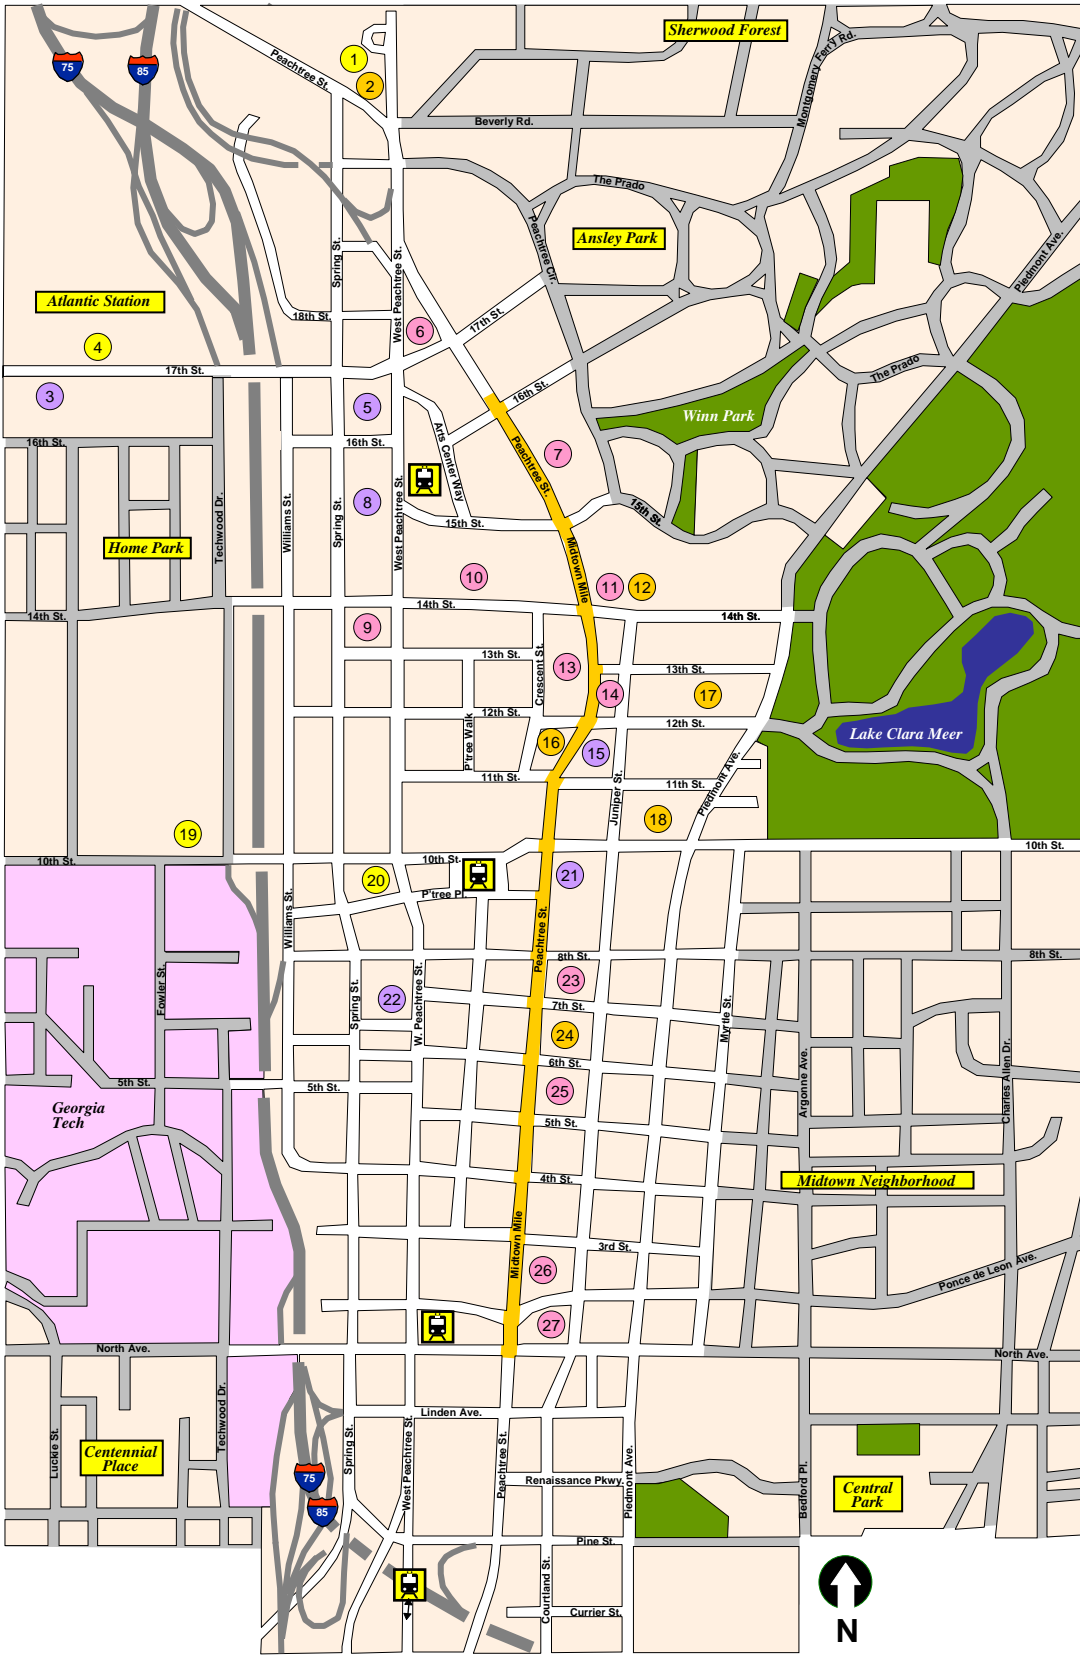 Sherwood Forest
75
85
1
2
Peachtree St.
Montgomery Ferry Rd.
Beverly Rd.
The Prado
Peachtree Cir.
Ansley Park
Piedmont Ave.
Spring St.
West Peachtree St.
Atlantic Station
18th St.
6
17th St.
4
17th St.
The Prado
3
5
16th St.
Winn Park
16th St.
16th St.
Arts Center Way
Peachtree St.
7
Techwood Dr.
Williams St.
Spring St.
8
West Peachtree St.
15th St.
15th St.
Home Park
Midtown Mile
10
11
12
14th St.
14th St.
14th St.
9
13th St.
Crescent St.
13
13th St.
14
17
12th St.
P'tree Walk
12th St.
16
15
Lake Clara Meer
11th St.
11th St.
Juniper St.
Piedmont Ave.
18
19
10th St.
10th St.
10th St.
20
P'tree Pl
21
Williams St.
Peachtree St.
8th St.
8th St.
Fowler St.
Spring St.
22
W. Peachtree St.
23
7th St.
Myrtle St.
24
6th St.
Argonne Ave.
Charles Allen Dr.
5th St.
5th St.
25
Georgia
Tech
5th St.
4th St.
Midtown Neighborhood
Midtown Mile
3rd St.
26
Ponce de Leon Ave.
27
North Ave.
North Ave.
Linden Ave.
Luckie St.
Centennial
Place
Techwood Dr.
Spring St.
West Peachtree St.
Peachtree St.
75
85
Renaissance Pkwy.
Piedmont Ave.
Bedford Pl.
Central
Park
Pine St.
Courtland St.
Currier St.
N